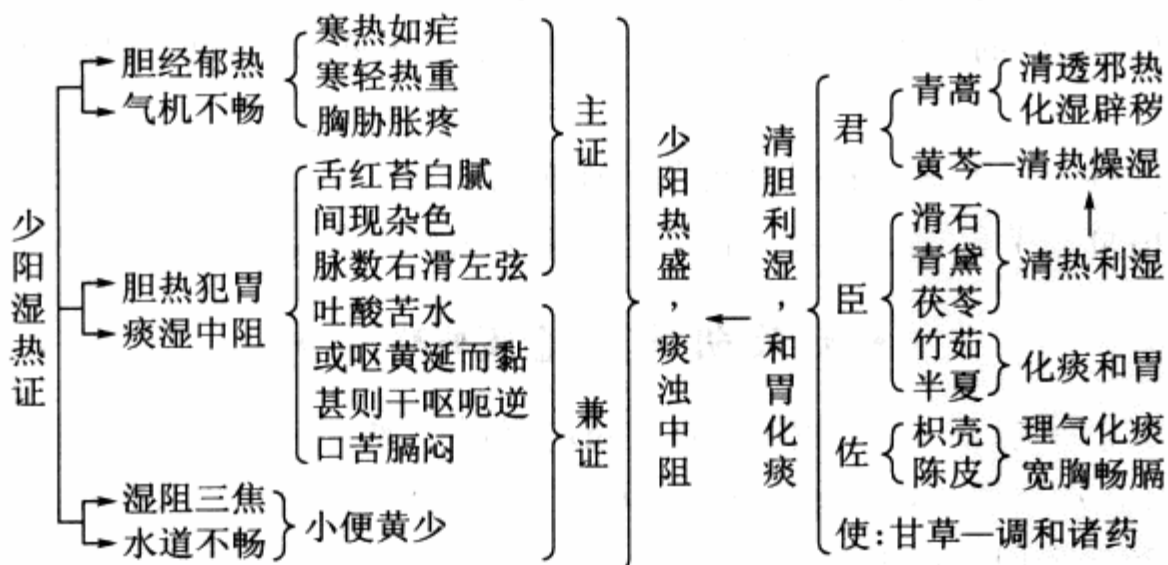 少阳湿热证
胆经郁热
气机不畅
寒热如疟
寒轻热重
胸胁胀疼
胆热犯胃
痰湿中阻
舌红苔白腻
间现杂色
脉数右滑左弦
吐酸苦水
或呕黄涎而黏
甚则干呕呃逆
口苦膈闷
湿阻三焦
水道不畅
小便黄少
主证
兼证
少阳热盛，痰浊中阻
清胆利湿，和胃化痰
君
青蒿
清透邪热
化湿辟秽
黄芩—清热燥湿
臣
滑石
青黛
茯苓
清热利湿
竹茹
半夏
化痰和胃
佐
枳壳
陈皮
理气化痰
宽胸畅膈
使:甘草—调和诸药